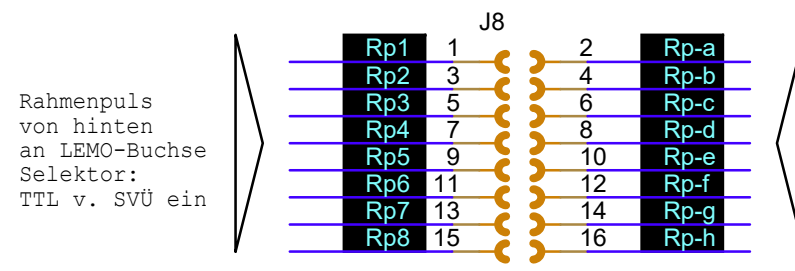 J8
Rp1 1 2 Rp-a
Rp2 3 4 Rp-b
Rp3 5 6 Rp-c
Rp4 7 8 Rp-d
Rp5 9 10 Rp-e
Rp6 11 12 Rp-f
Rp7 13 14 Rp-g
Rp8 15 16 Rp-h
Rahmenpuls
von hinten
an LEMO-Buchse
Selektor:
TTL v. SVÜ ein